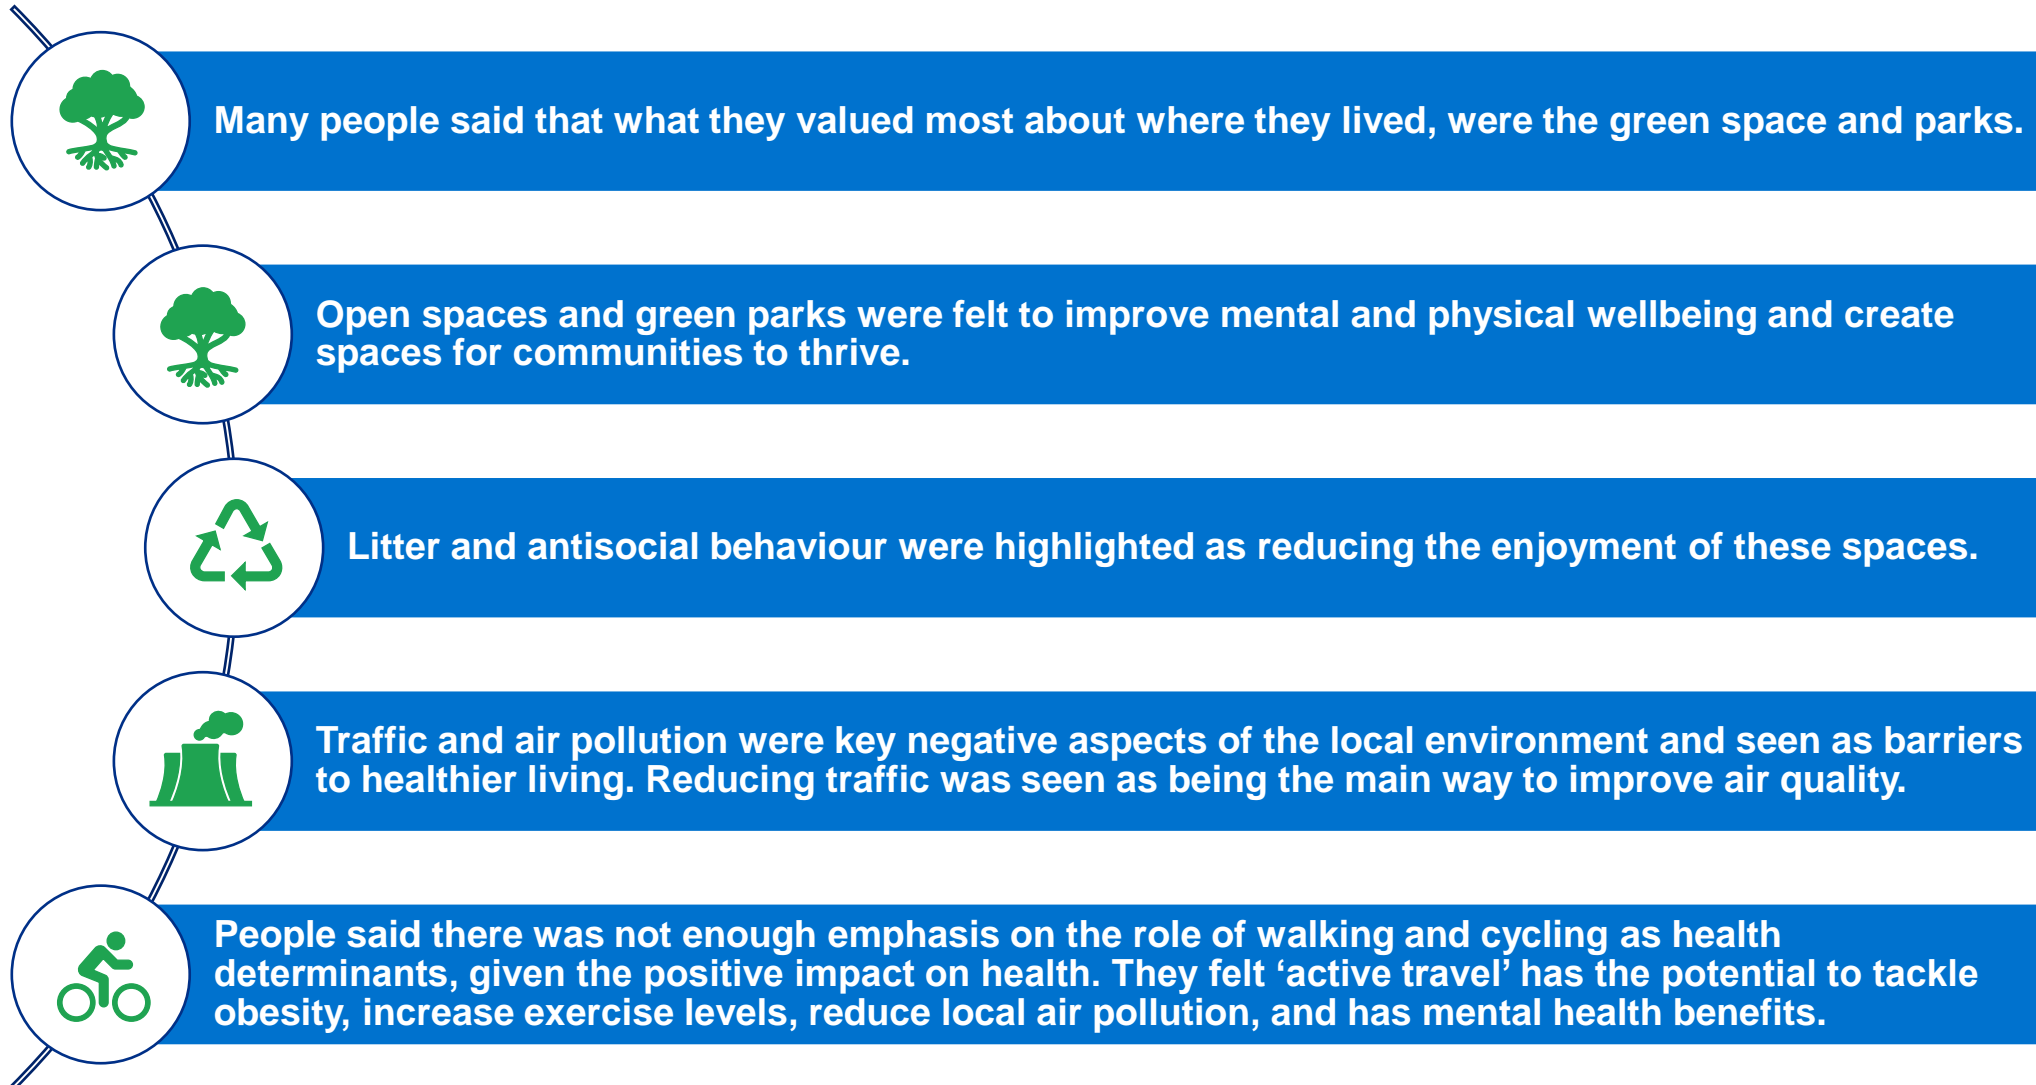 Many people said that what they valued most about where they lived, were the green space and parks.
Open spaces and green parks were felt to improve mental and physical wellbeing and create
spaces for communities to thrive.
Litter and antisocial behaviour were highlighted as reducing the enjoyment of these spaces.
Traffic and air pollution were key negative aspects of the local environment and seen as barriers
to healthier living. Reducing traffic was seen as being the main way to improve air quality.
People said there was not enough emphasis on the role of walking and cycling as health
determinants, given the positive impact on health. They felt ‘active travel’ has the potential to tackle
obesity, increase exercise levels, reduce local air pollution, and has mental health benefits.